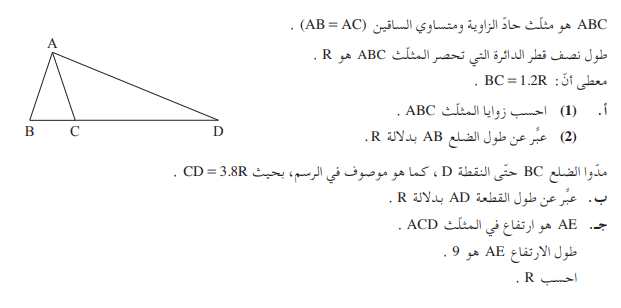 ABC هو مثلّث حادّ الزاوية ومتساوي الساقين (AB = AC) .
طول نصف قطر الدائرة التي تحصر المثلّث ABC هو R .
معطى أنّ: BC = 1.2R .
أ. (1) احسب زوايا المثلّث ABC .
(2) عبِّر عن طول الضلع AB بدلالة R .
مدّوا الضلع BC حتّى النقطة D ، كما هو موصوف في الرسم، بحيث CD = 3.8R .
ب. عبِّر عن طول القطعة AD بدلالة R .
جـ. AE هو ارتفاع في المثلّث ACD .
طول الارتفاع AE هو 9 .
احسب R .
A
B C D